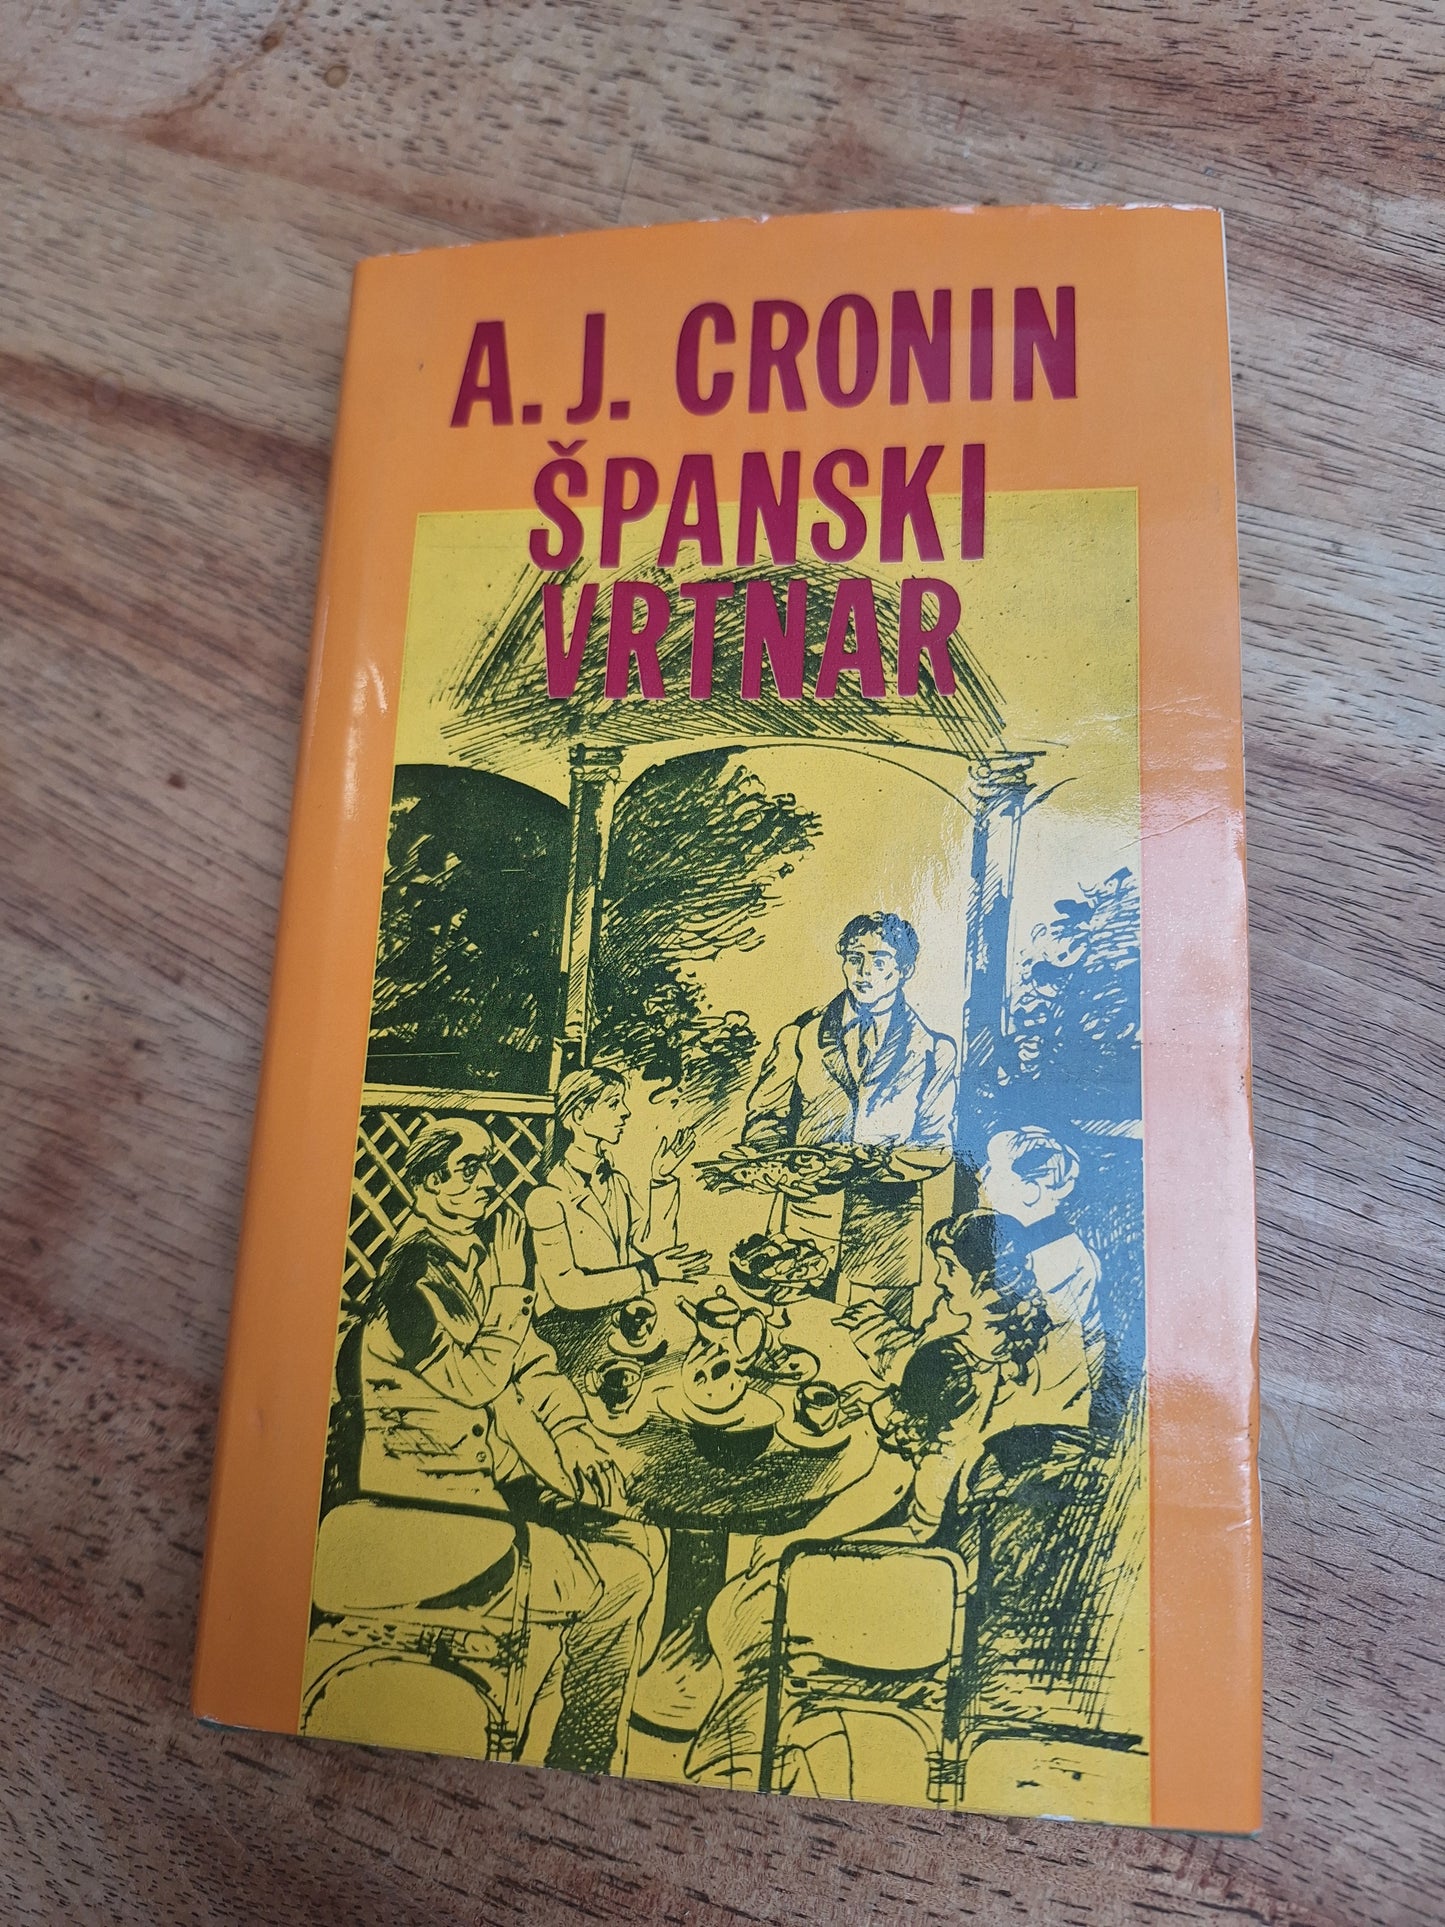 A. J. CRONIN
ŠPANSKI
VRTNAR